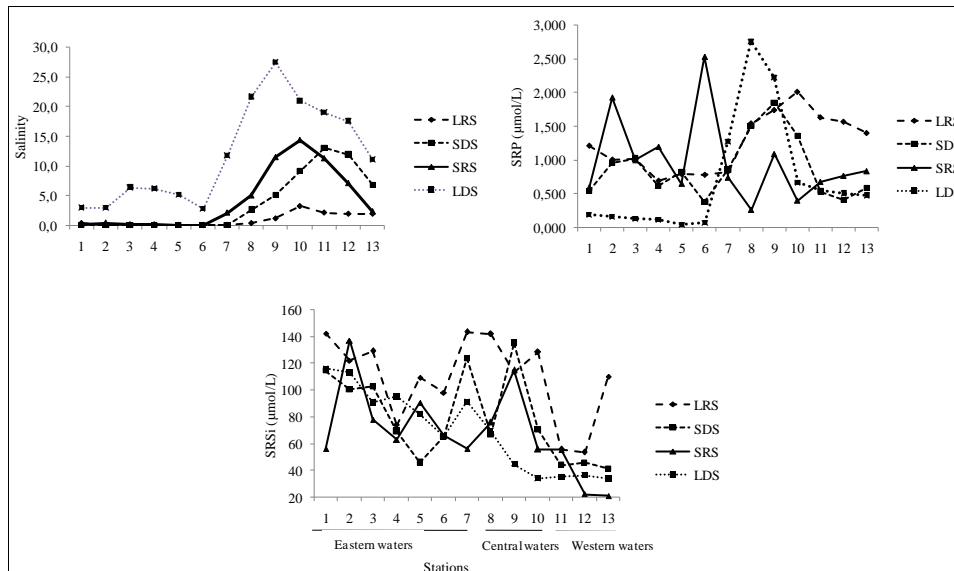 30,0
25,0
20,0
15,0
10,0
5,0
0,0
Salinity
1 2 3 4 5 6 7 8 9 10 11 12 13
LRS
SDS
SRS
LDS
3,000
2,500
2,000
1,500
1,000
0,500
0,000
SRP (µmol/L)
1 2 3 4 5 6 7 8 9 10 11 12 13
LRS
SDS
SRS
LDS
160
140
120
100
80
60
40
20
SRSi (µmol/L)
1 2 3 4 5 6 7 8 9 10 11 12 13
LRS
SDS
SRS
LDS
Eastern waters Central waters Western waters
Stations